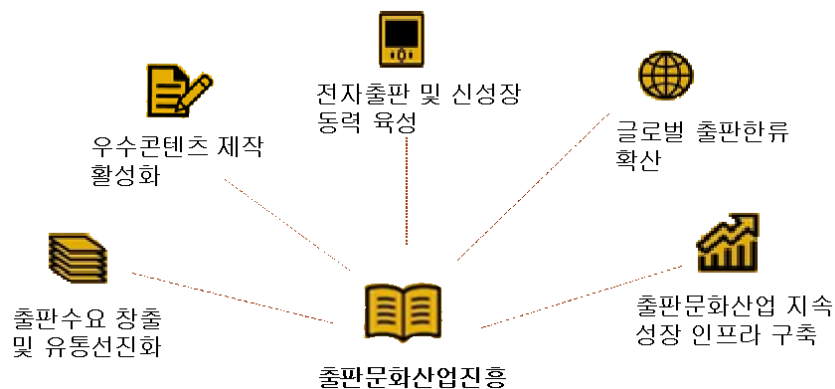 전자출판 및 신성장
동력 육성
우수콘텐츠 제작
활성화
글로벌 출판한류
확산
출판수요 창출
및 유통선진화
출판문화산업 지속
성장 인프라 구축
출판문화산업진흥